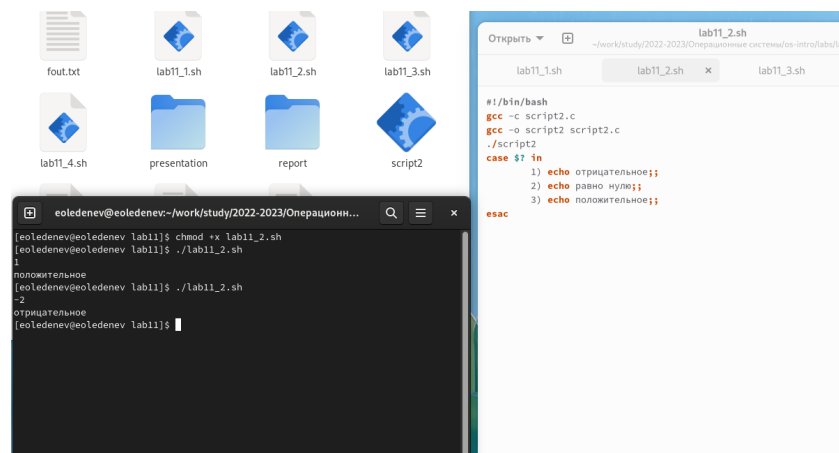 fout.txt
lab11_1.sh
lab11_2.sh
lab11_3.sh
lab11_4.sh
presentation
report
script2
eoledenev@eoledenev:~/work/study/2022-2023/Операционн...
[eoledenev@eoledenev lab11]$ chmod +x lab11_2.sh
[eoledenev@eoledenev lab11]$ ./lab11_2.sh
1
положительное
[eoledenev@eoledenev lab11]$ ./lab11_2.sh
-2
отрицательное
[eoledenev@eoledenev lab11]$
Открыть
lab11_2.sh
~/work/study/2022-2023/Операционные системы/os-intro/labs/l
lab11_1.sh
lab11_2.sh ×
lab11_3.sh
#!/bin/bash
gcc -c script2.c
gcc -o script2 script2.c
./script2
case $? in
1) echo отрицательное;;
2) echo равно нулю;;
3) echo положительное;;
esac